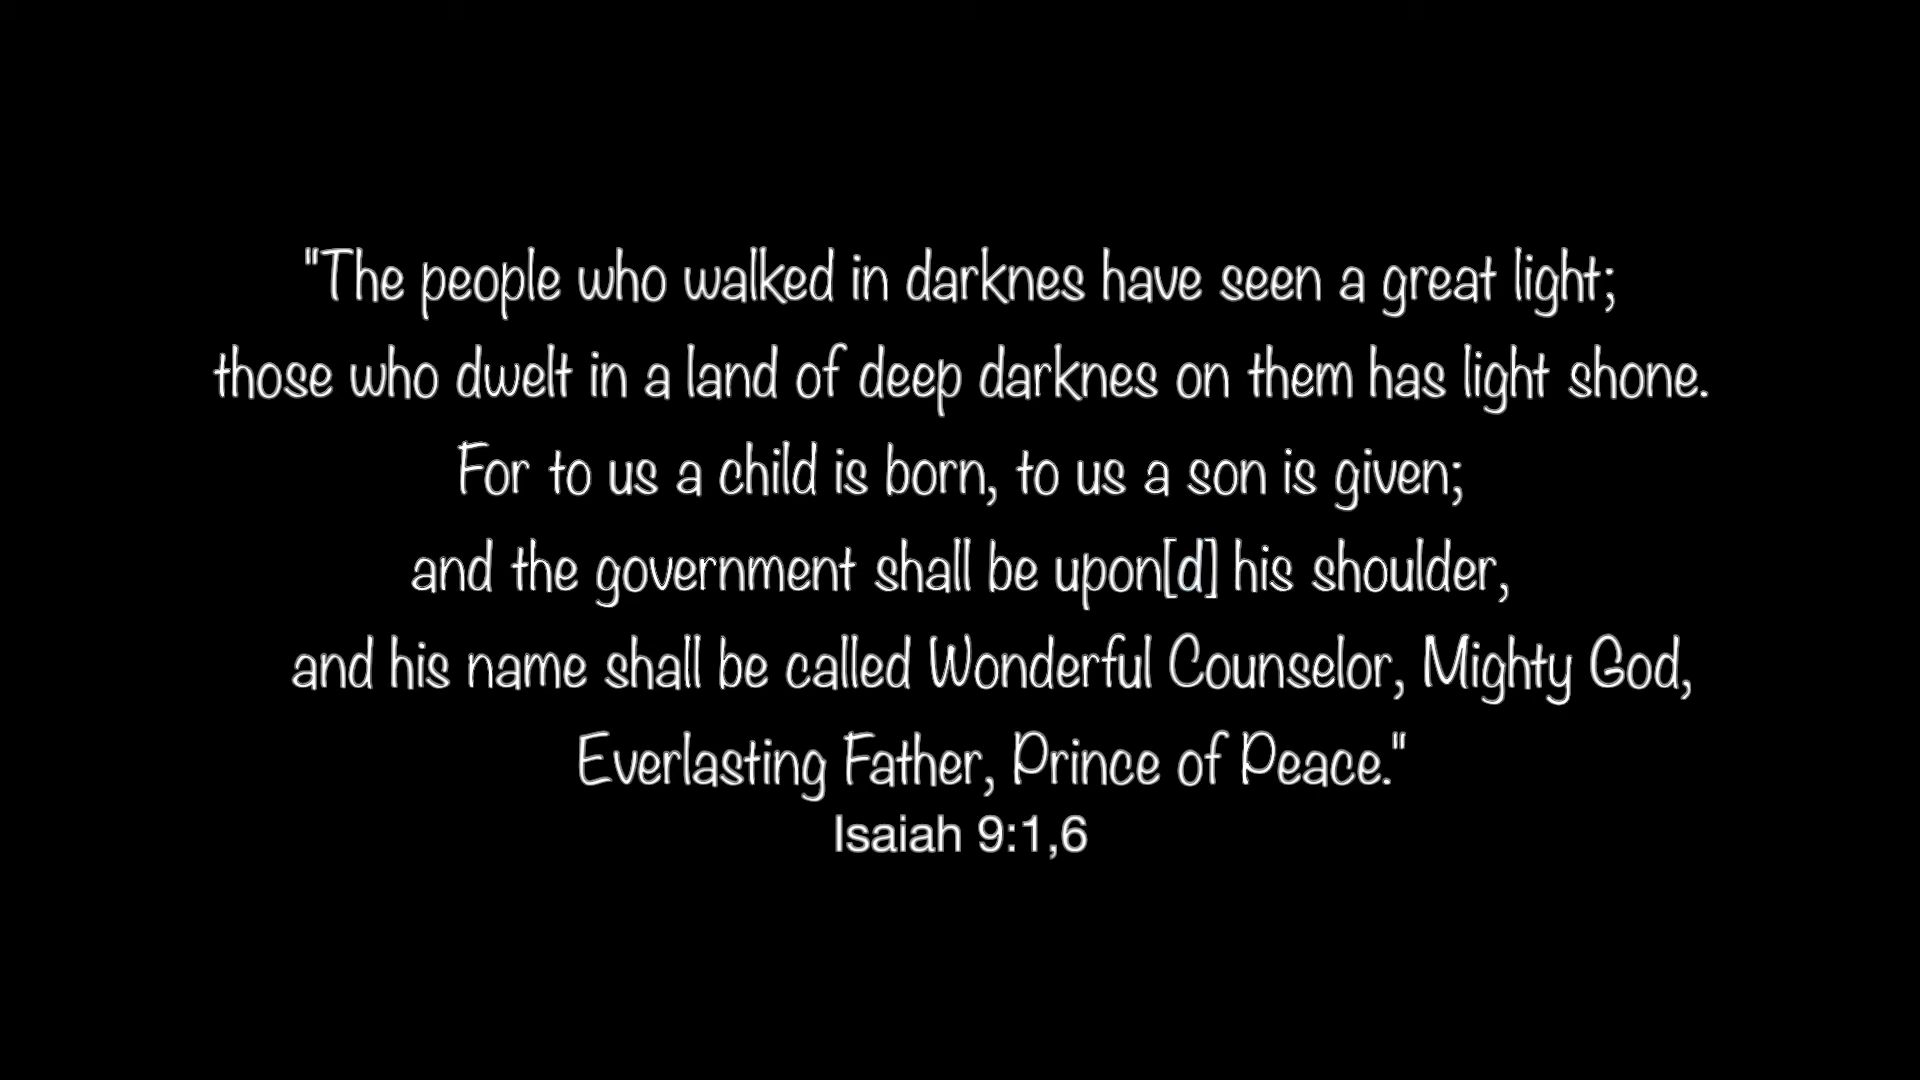 "The people who walked in darknes have seen a great light;
those who dwelt in a land of deep darknes on them has light shone.
For to us a child is born, to us a son is given;
and the government shall be upon[d] his shoulder,
and his name shall be called Wonderful Counselor, Mighty God,
Everlasting Father, Prince of Peace."
Isaiah 9:1,6